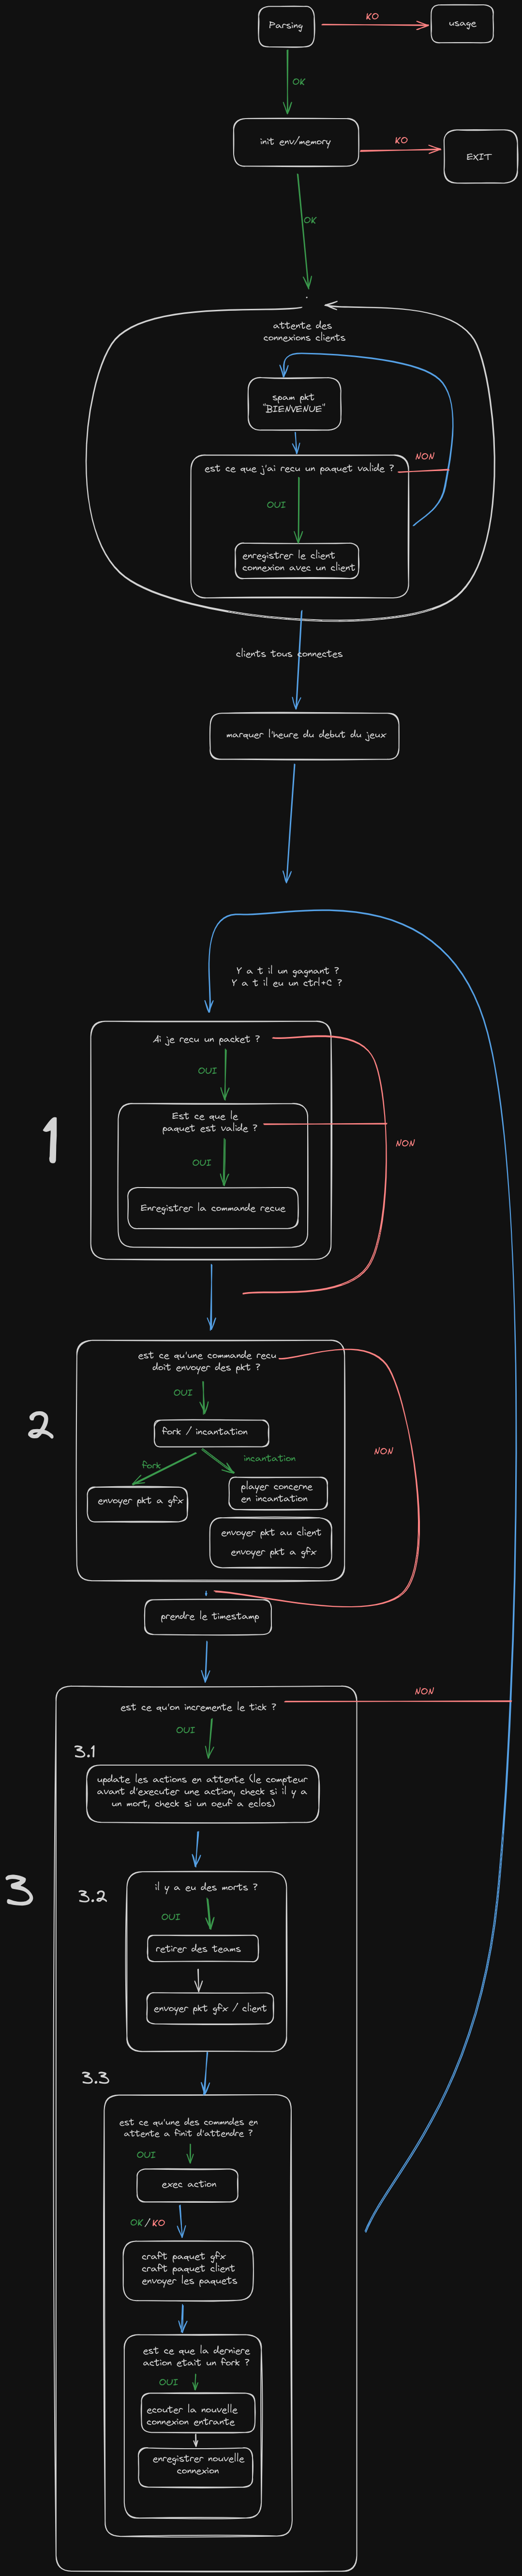 Parsing
KO
usage
OK
init env/memory
KO
EXIT
OK
attente des
connexions clients
spam pkt
"BIENVENUE"
est ce que j'ai recu un paquet valide ?
NON
OUI
enregistrer le client
connexion avec un client
clients tous connectes
marquer l'heure du debut du jeux
Y a t il un gagnant ?
Y a t il eu un ctrl+C ?
1
Ai je recu un packet ?
OUI
Est ce que le
paquet est valide ?
NON
OUI
Enregistrer la commande recue
2
est ce qu'une commande recu
doit envoyer des pkt ?
OUI
fork / incantation
NON
fork
incantation
envoyer pkt a gfx
player concerne
en incantation
envoyer pkt au client
envoyer pkt a gfx
prendre le timestamp
3
est ce qu'on incremente le tick ?
NON
OUI
3.1
update les actions en attente (le compteur
avant d'executer une action, check si il y a
un mort, check si un oeuf a eclos)
3.2
il y a eu des morts ?
OUI
retirer des teams
envoyer pkt gfx / client
3.3
est ce qu'une des commndes en
attente a finit d'attendre ?
OUI
exec action
OK/KO
craft paquet gfx
craft paquet client
envoyer les paquets
est ce que la derniere
action etait un fork ?
OUI
ecouter la nouvelle
connexion entrante
enregistrer nouvelle
connexion